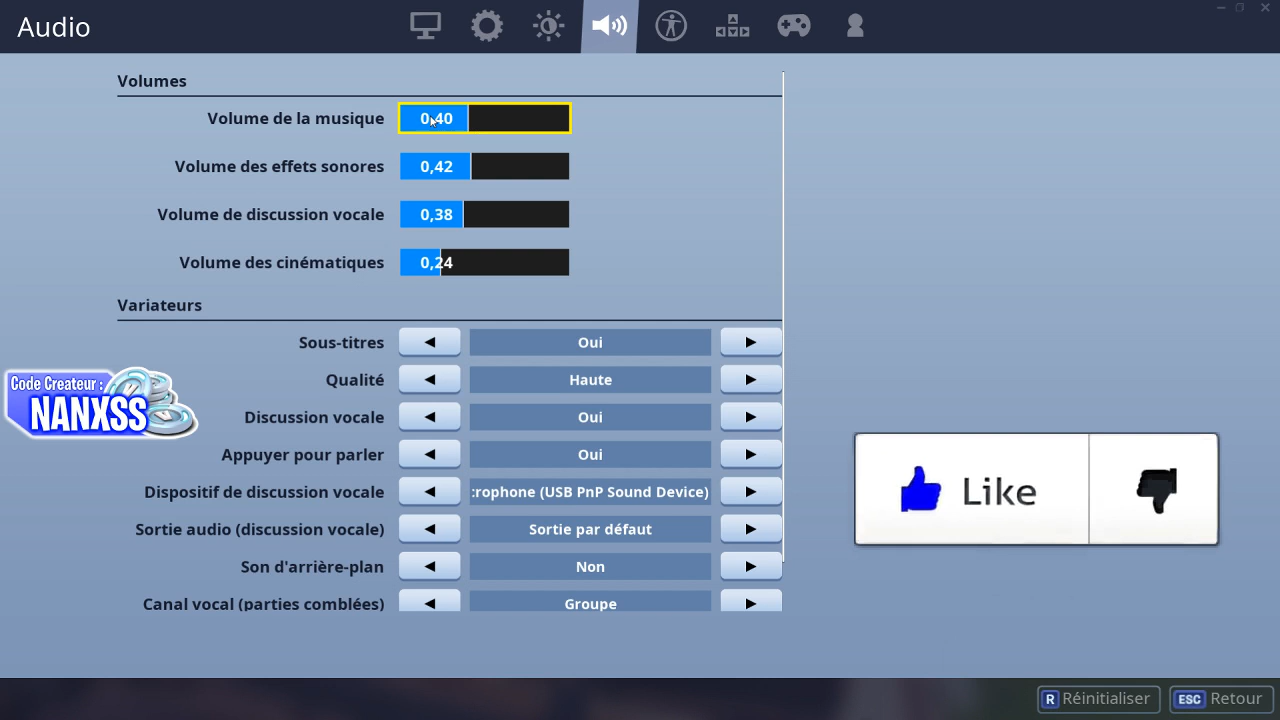 Audio
Volumes
Volume de la musique 0,40
Volume des effets sonores 0,42
Volume de discussion vocale 0,38
Volume des cinématiques 0,24
Variateurs
Sous-titres Oui
Qualité Haute
Discussion vocale Oui
Appuyer pour parler Oui
Dispositif de discussion vocale :rophone (USB PnP Sound Device)
Sortie audio (discussion vocale) Sortie par défaut
Son d'arrière-plan Non
Canal vocal (parties comblées) Groupe
Code Createur :
NANXSS
Like
R Réinitialiser
ESC Retour